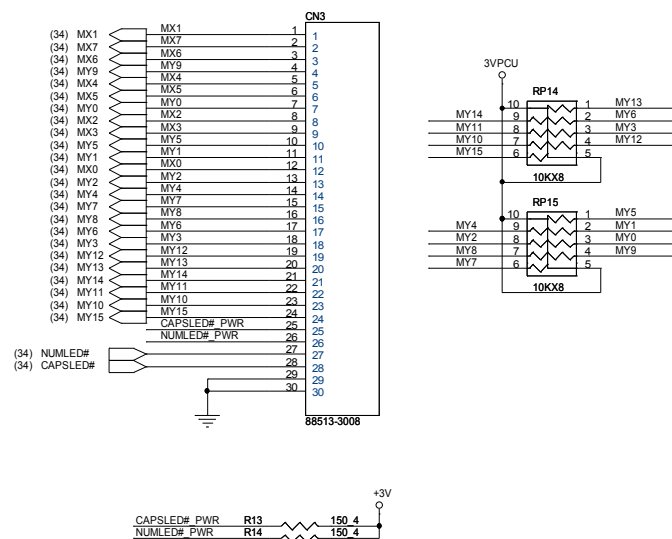 CN3
(34) MX1 MX1 1 1
(34) MX7 MX7 2 2
(34) MX6 MX6 3 3
(34) MY9 MY9 4 4
(34) MX4 MX4 5 5
(34) MX5 MX5 6 6
(34) MY0 MY0 7 7
(34) MX2 MX2 8 8
(34) MX3 MX3 9 9
(34) MY5 MY5 10 10
(34) MY1 MY1 11 11
(34) MX0 MX0 12 12
(34) MY2 MY2 13 13
(34) MY4 MY4 14 14
(34) MY7 MY7 15 15
(34) MY8 MY8 16 16
(34) MY6 MY6 17 17
(34) MY3 MY3 18 18
(34) MY12 MY12 19 19
(34) MY13 MY13 20 20
(34) MY14 MY14 21 21
(34) MY11 MY11 22 22
(34) MY10 MY10 23 23
(34) MY15 MY15 24 24
CAPSLED#_PWR 25 25
NUMLED#_PWR 26 26
(34) NUMLED# 27 27
(34) CAPSLED# 28 28
29 29
30 30
88513-3008
3VPCU
RP14
10 1 MY13
MY14 9 2 MY6
MY11 8 3 MY3
MY10 7 4 MY12
MY15 6 5
10KX8
RP15
10 1 MY5
MY4 9 2 MY1
MY2 8 3 MY0
MY8 7 4 MY9
MY7 6 5
10KX8
+3V
CAPSLED#_PWR R13 150_4
NUMLED#_PWR R14 150_4